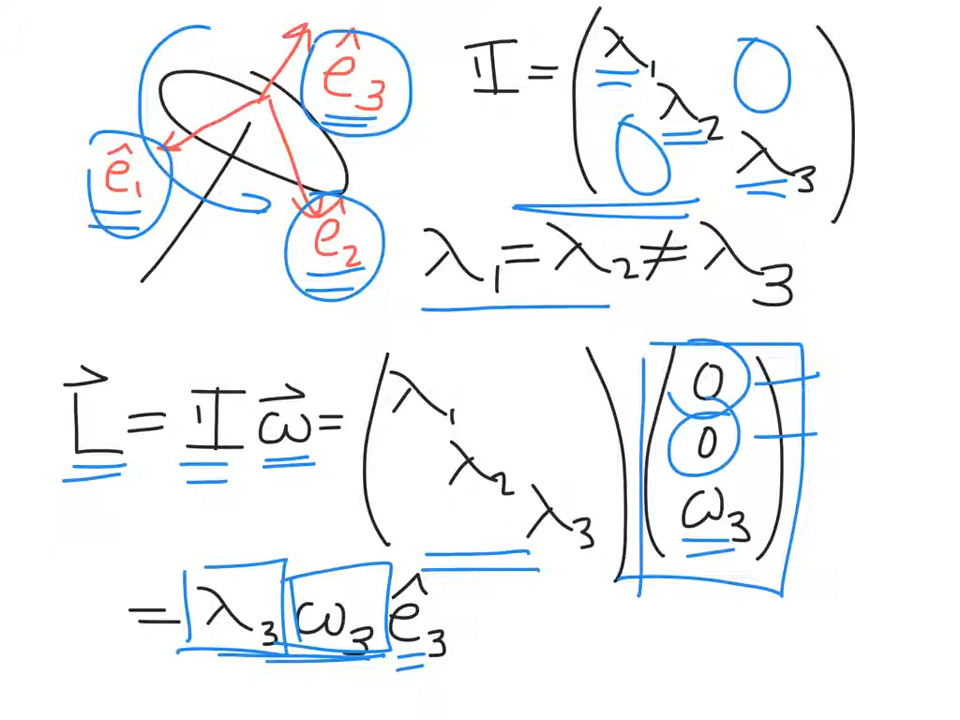 ê₃
ê₁
ê₂
𝕀 = ( λ₁ λ₂ λ₃ 0 0 )
λ₁ = λ₂ ≠ λ₃
L⃗ = 𝕀 ω⃗ = ( λ₁ λ₂ λ₃ ) ( 0 0 ω₃ )
= λ₃ ω₃ ê₃